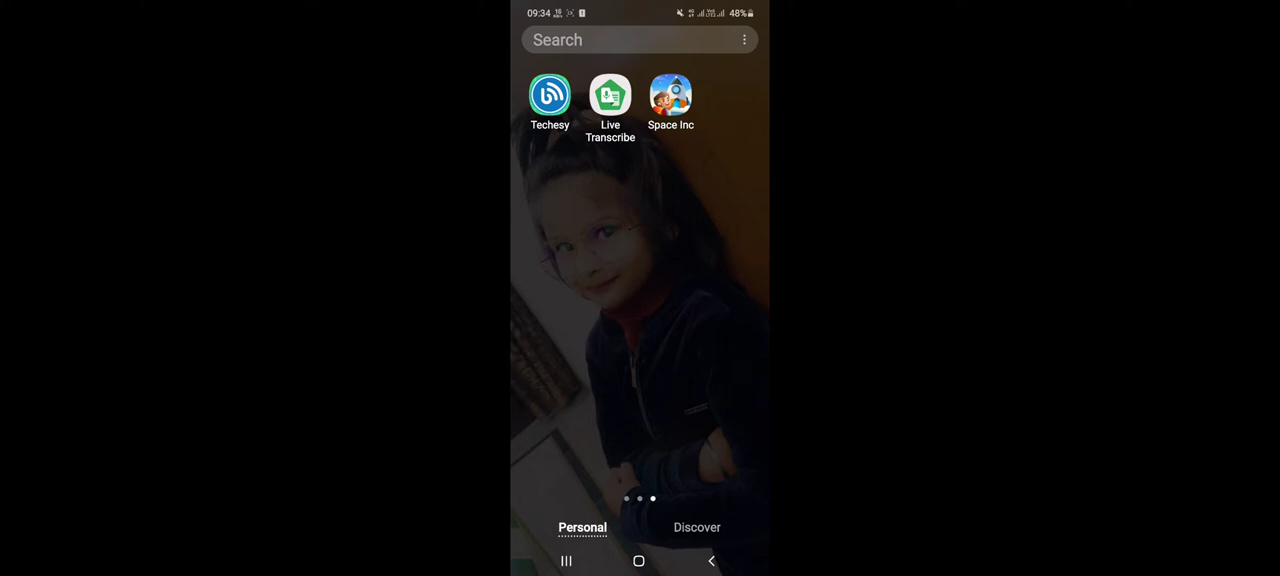 09:34
48%
Search
Techesy
Live
Transcribe
Space Inc
Personal
Discover